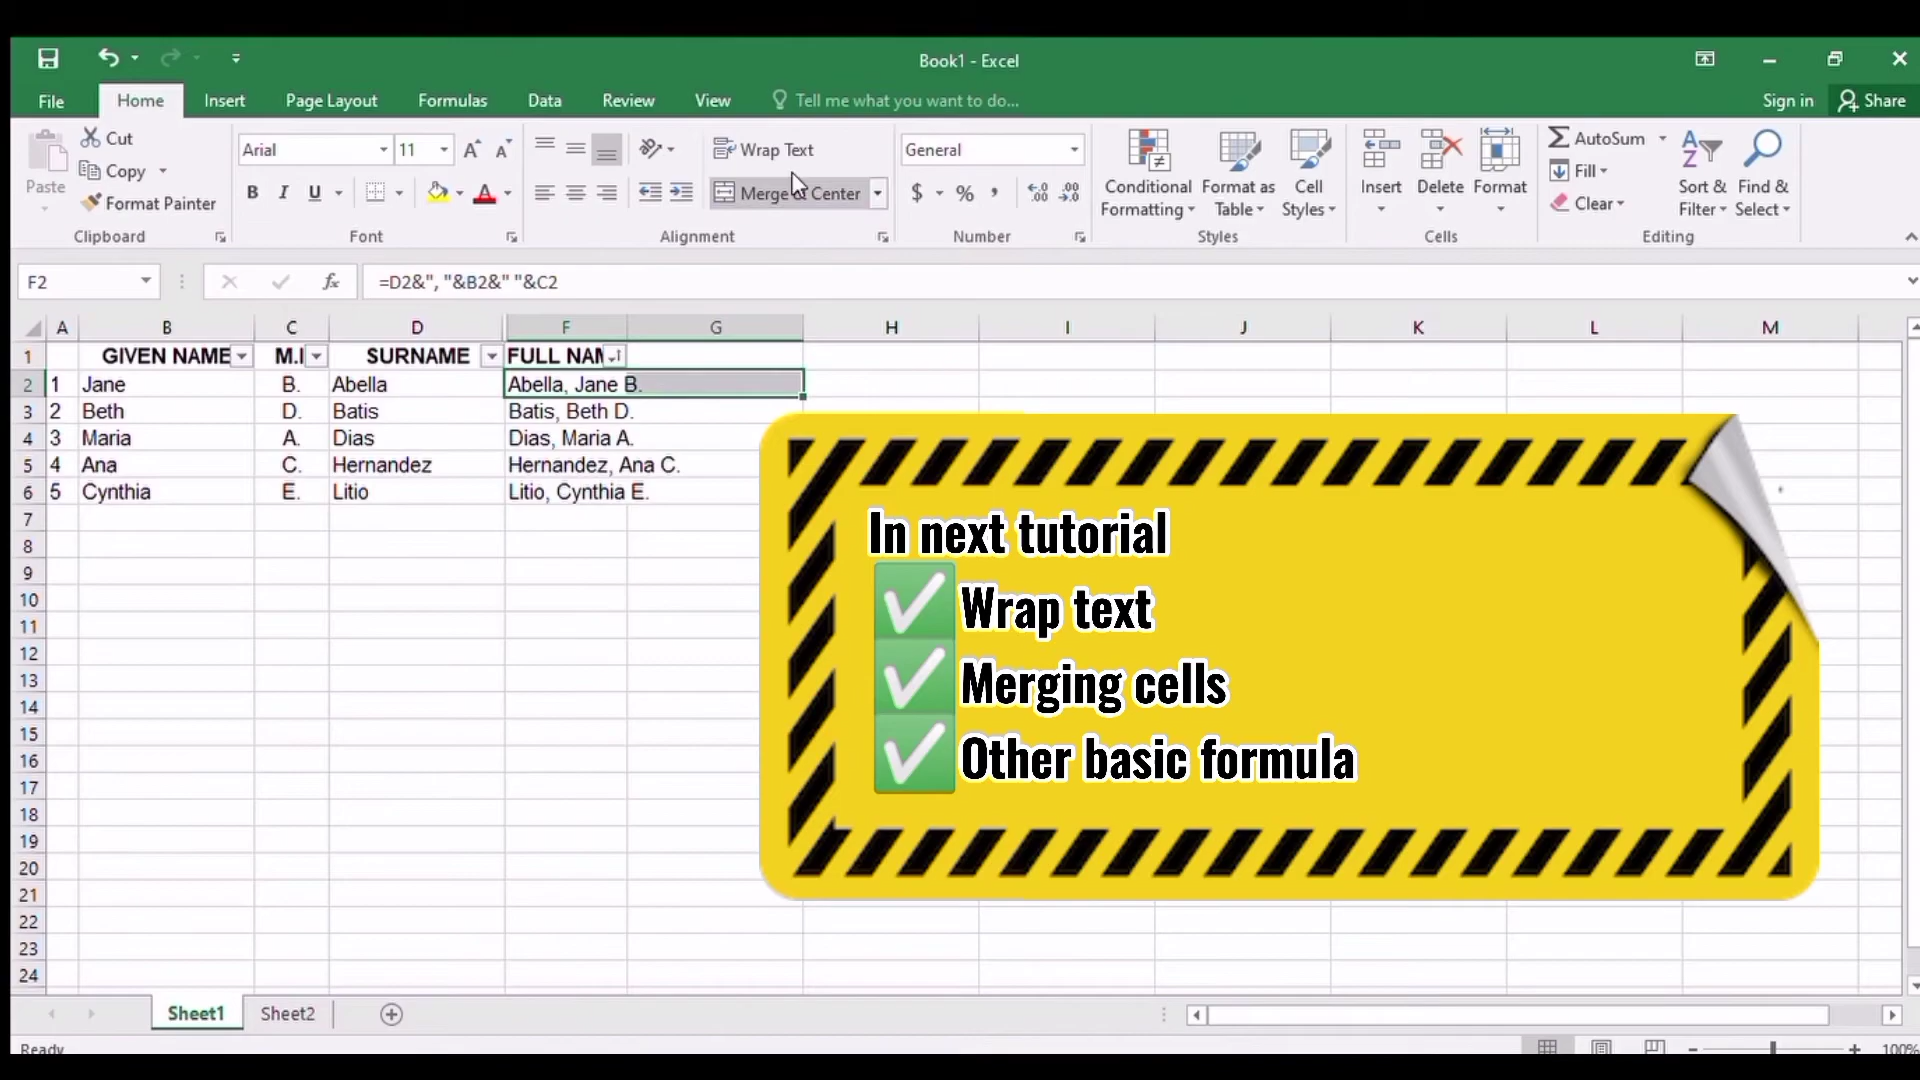 Book1 - Excel
File Home Insert Page Layout Formulas Data Review View Tell me what you want to do... Sign in Share
Paste Cut Copy Format Painter Clipboard
Arial 11 B I U A Font
Wrap Text Merge & Center Alignment
General $ % , Number
Conditional Formatting Format as Table Cell Styles Styles
Insert Delete Format Cells
AutoSum Fill Clear Sort & Filter Find & Select Editing
F2 fx =D2&", "&B2&" "&C2
A B C D F G H I J K L M
1 GIVEN NAME M.I SURNAME FULL NAM
2 1 Jane B. Abella Abella, Jane B.
3 2 Beth D. Batis Batis, Beth D.
4 3 Maria A. Dias Dias, Maria A.
5 4 Ana C. Hernandez Hernandez, Ana C.
6 5 Cynthia E. Litio Litio, Cynthia E.
7
8
9
10
11
12
13
14
15
16
17
18
19
20
21
22
23
24
In next tutorial
✅Wrap text
✅Merging cells
✅Other basic formula
Sheet1 Sheet2
Ready 100%